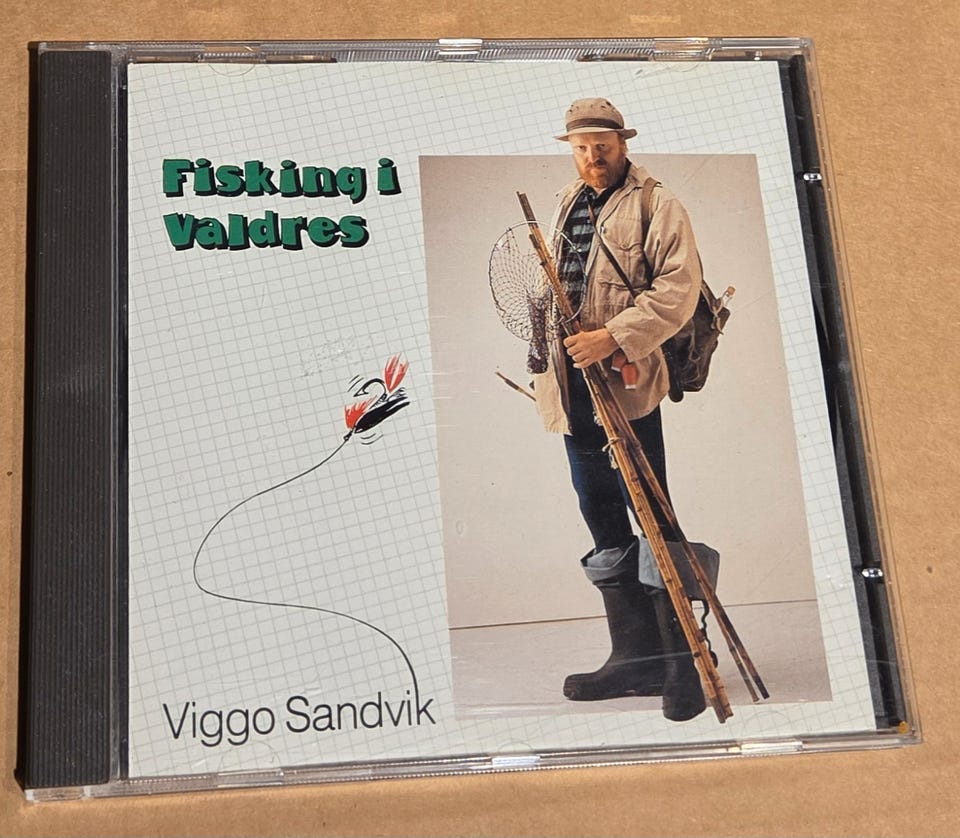 Fisking i
Valdres
Viggo Sandvik